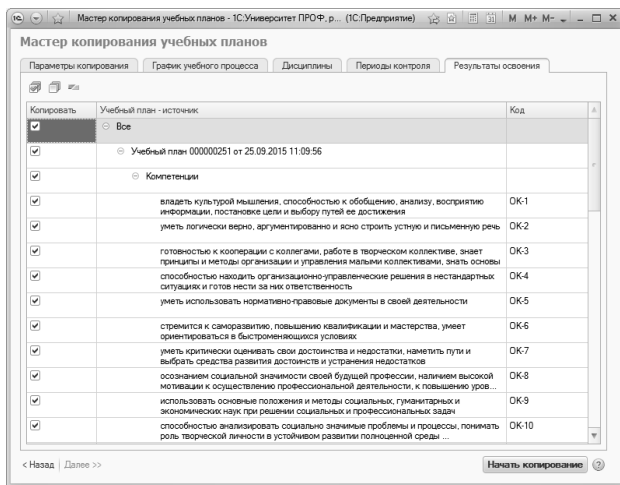 Мастер копирования учебных планов - 1С:Университет ПРОФ, р... (1С:Предприятие) M M+ M-
Мастер копирования учебных планов
Параметры копирования График учебного процесса Дисциплины Периоды контроля Результаты освоения
Копировать Учебный план - источник Код
Все
Учебный план 000000251 от 25.09.2015 11:09:56
Компетенции
владеть культурой мышления, способностью к обобщению, анализу, восприятию ОК-1
информации, постановке цели и выбору путей ее достижения
уметь логически верно, аргументированно и ясно строить устную и письменную речь ОК-2
готовностью к кооперации с коллегами, работе в творческом коллективе, знает ОК-3
принципы и методы организации и управления малыми коллективами, знать основы
способностью находить организационно-управленческие решения в нестандартных ОК-4
ситуациях и готов нести за них ответственность
уметь использовать нормативно-правовые документы в своей деятельности ОК-5
стремится к саморазвитию, повышению квалификации и мастерства, умеет ОК-6
ориентироваться в быстроменяющихся условиях
уметь критически оценивать свои достоинства и недостатки, наметить пути и ОК-7
выбрать средства развития достоинств и устранения недостатков
осознанием социальной значимости своей будущей профессии, наличием высокой ОК-8
мотивации к осуществлению профессиональной деятельности, к повышению уров...
использовать основные положения и методы социальных, гуманитарных и ОК-9
экономических наук при решении социальных и профессиональных задач
способностью анализировать социально значимые проблемы и процессы, понимать ОК-10
роль творческой личности в устойчивом развитии полноценной среды ...
< Назад Далее >> Начать копирование ?